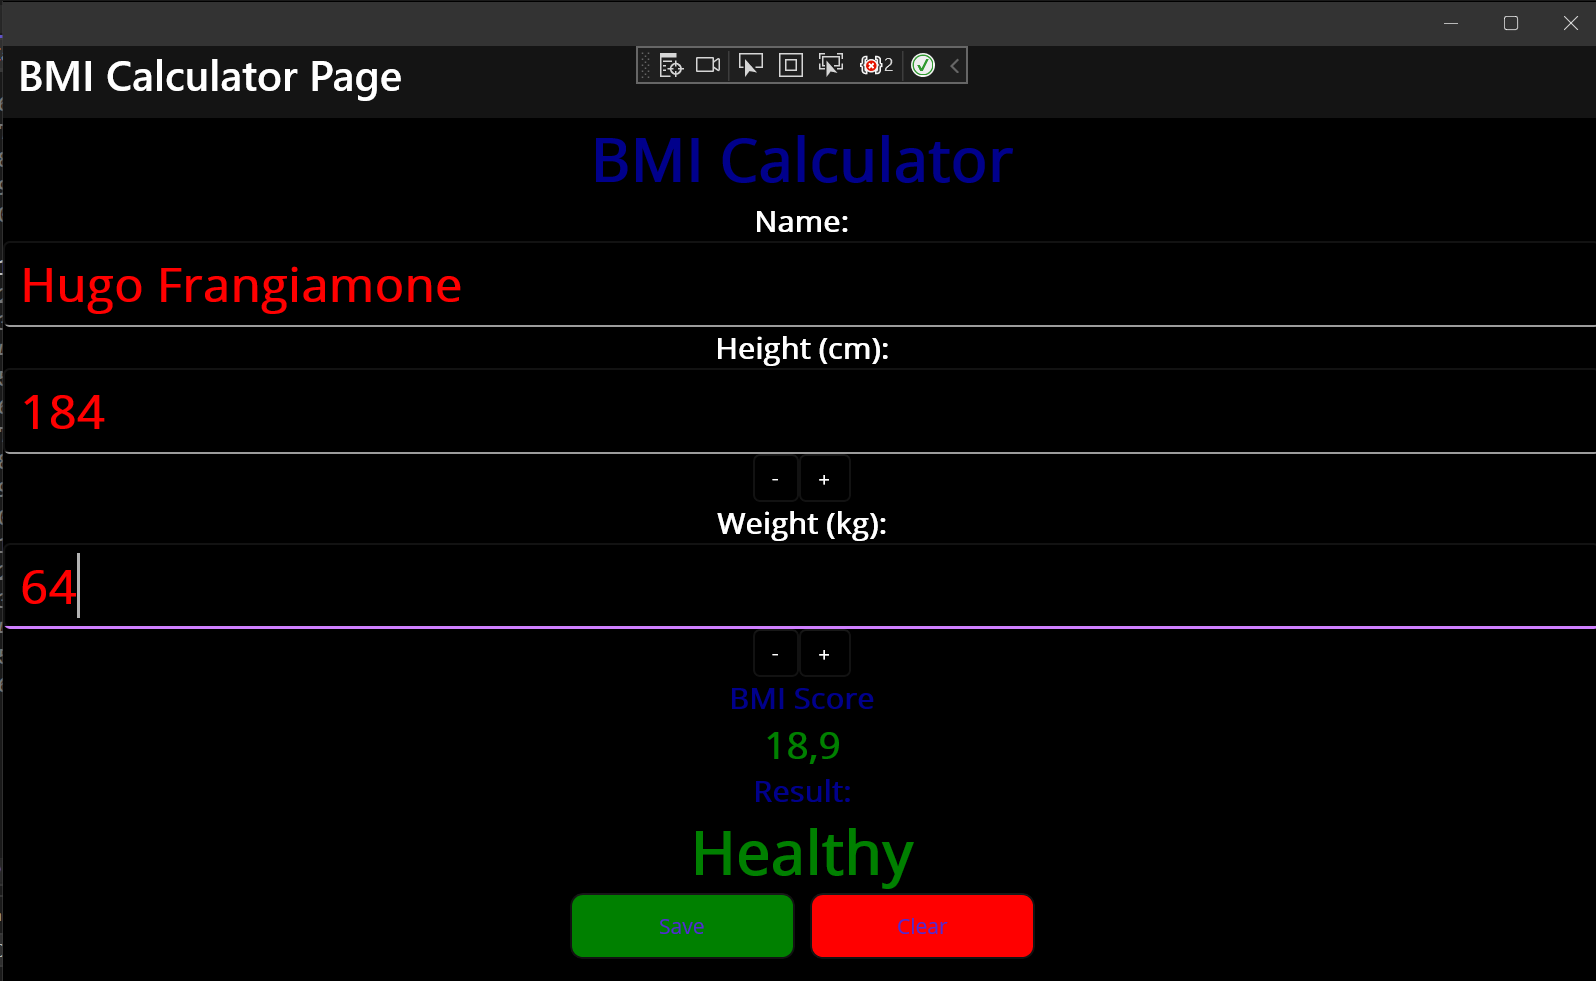 2
BMI Calculator Page
BMI Calculator
Name:
Hugo Frangiamone
Height (cm):
184
- +
Weight (kg):
64
- +
BMI Score
18,9
Result:
Healthy
Save Clear